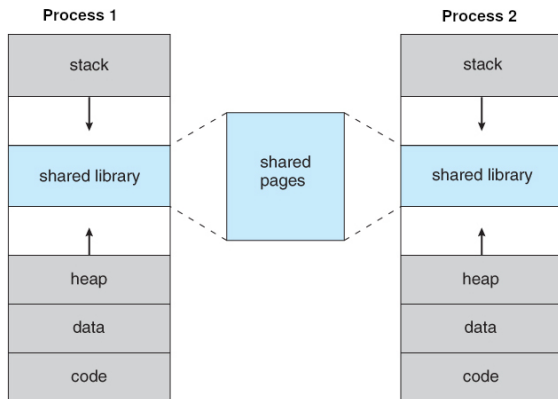 Process 1
stack
shared library
heap
data
code
shared
pages
Process 2
stack
shared library
heap
data
code